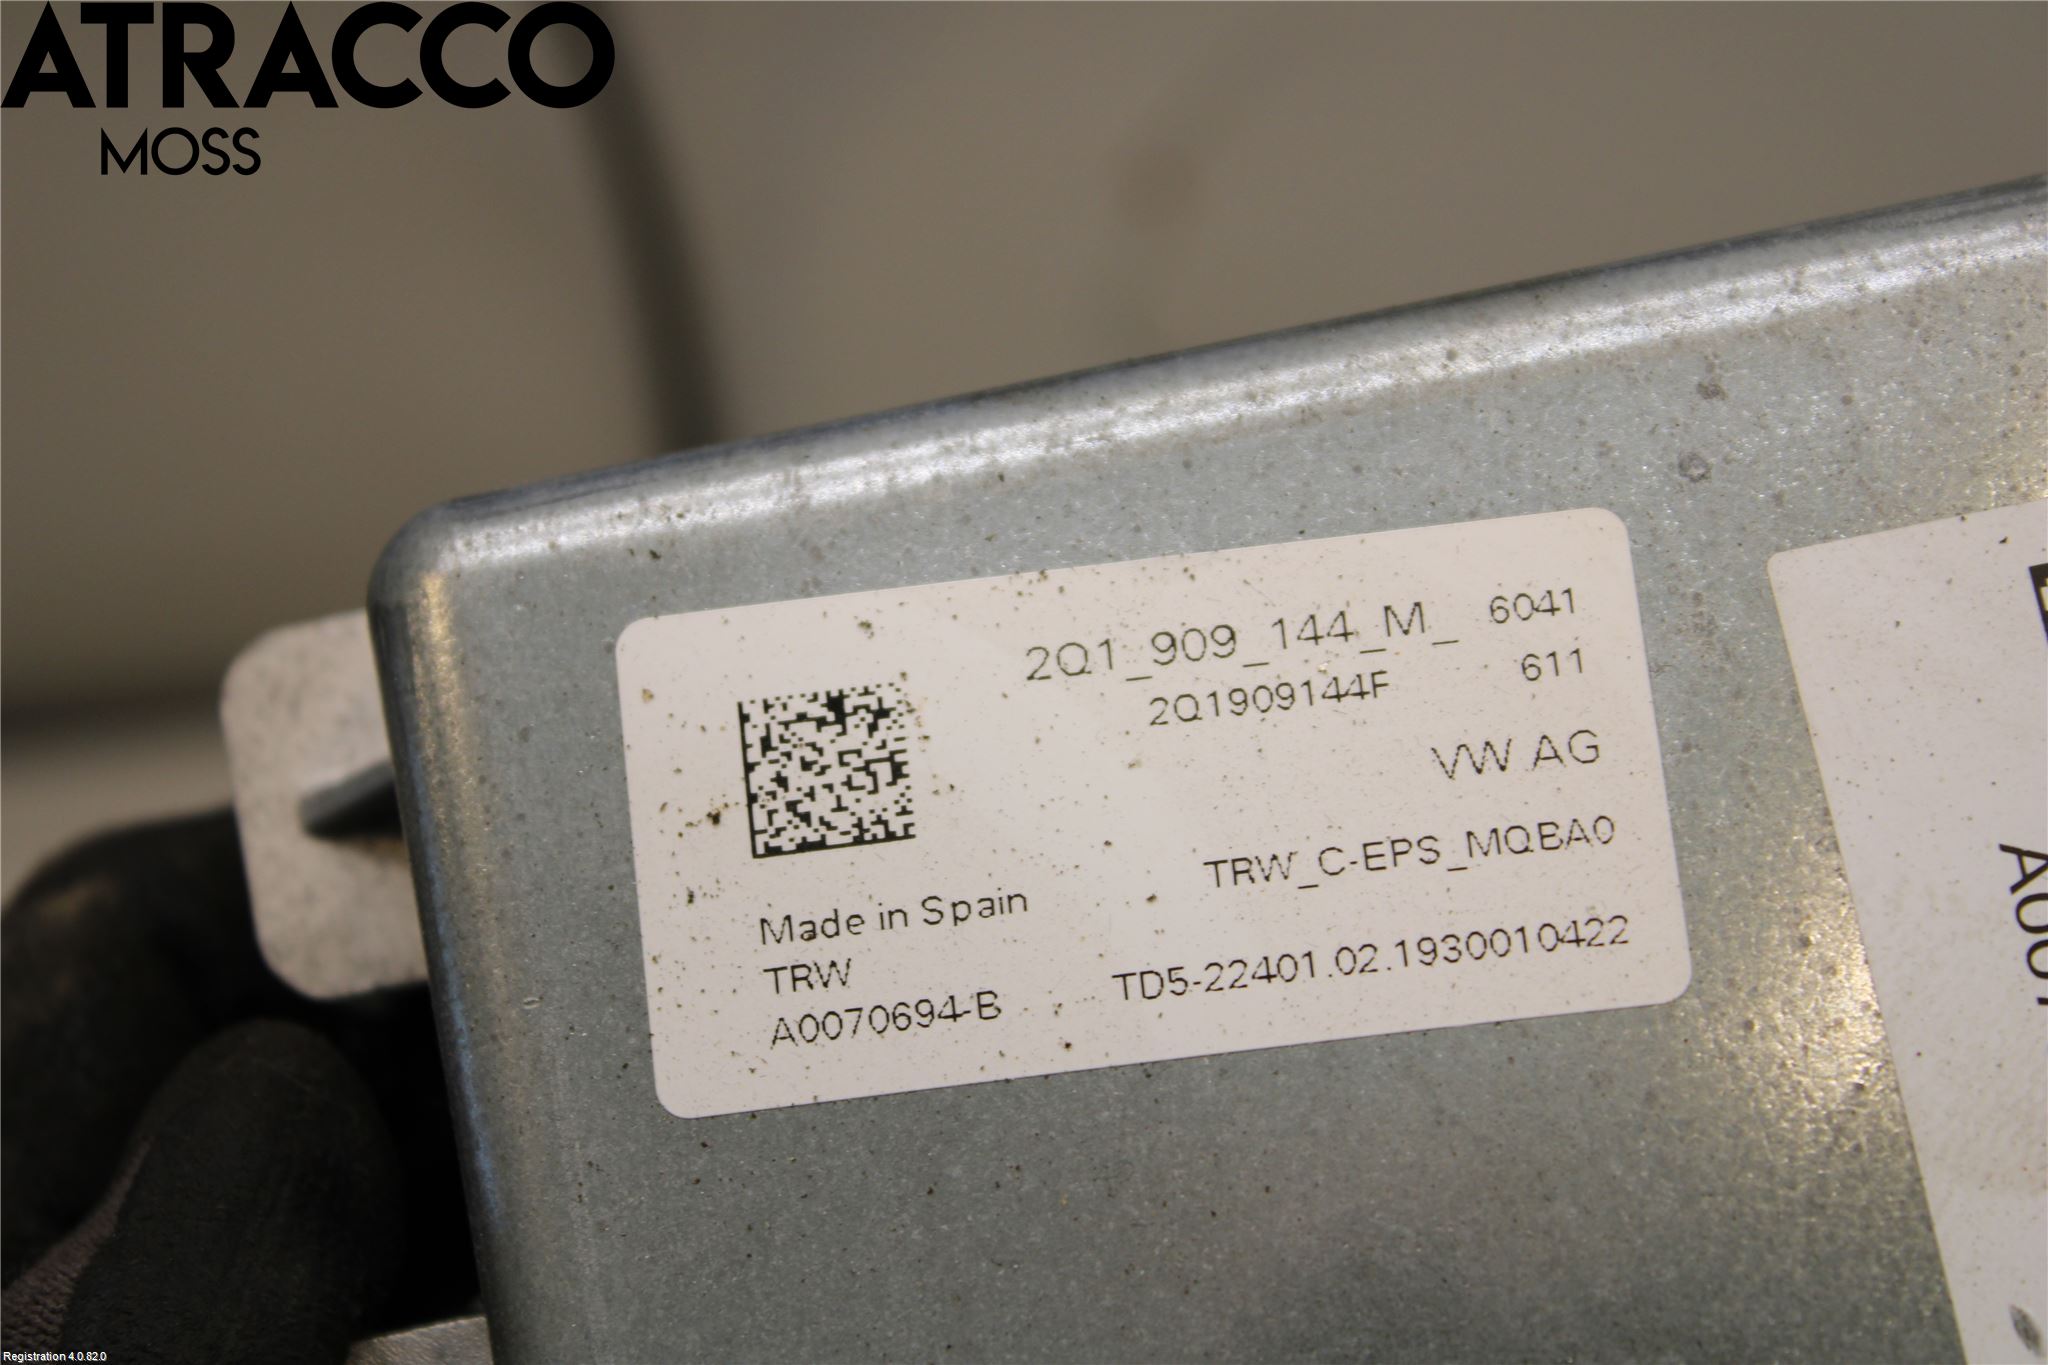 ATRACCO
MOSS
2Q1_909_144_M_ 6041
2Q1909144F 611
VW AG
TRW_C-EPS_MQBA0
Made in Spain
TRW
A0070694-B TD5-22401.02.1930010422
Registration 4.0.82.0